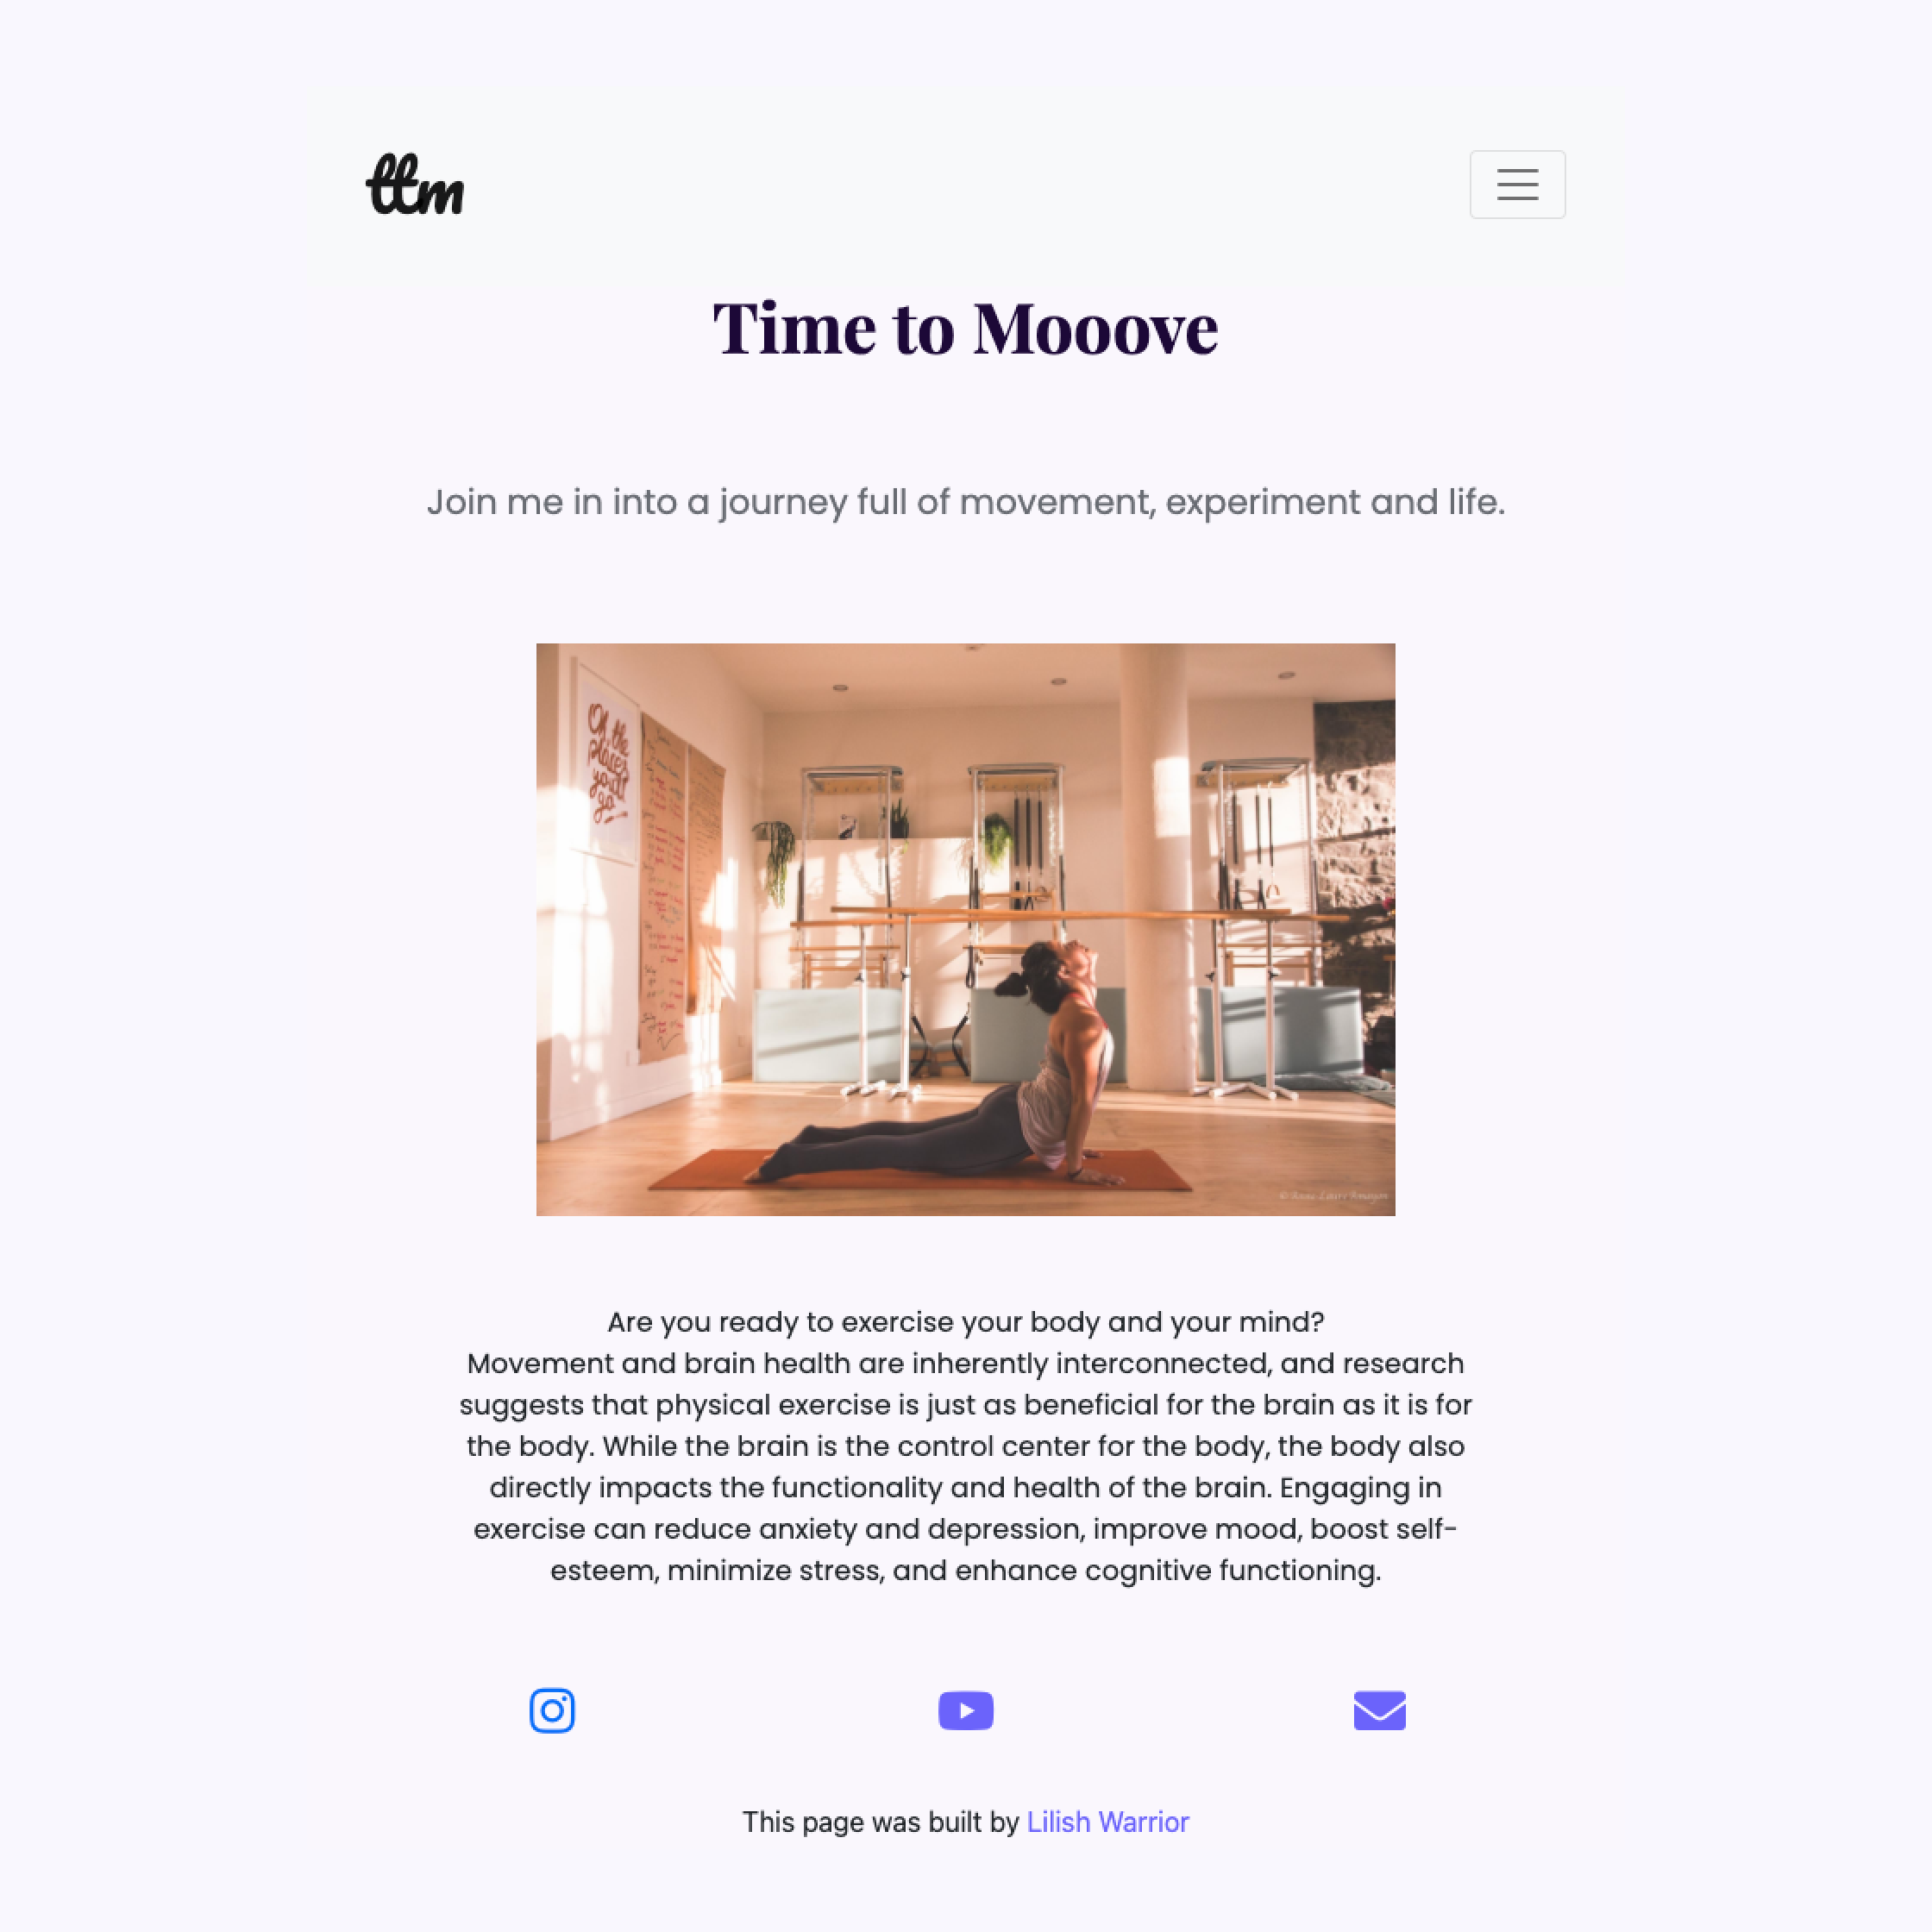 ttm
Time to Mooove
Join me in into a journey full of movement, experiment and life.
Oh the
places
you'll
go
Are you ready to exercise your body and your mind?
Movement and brain health are inherently interconnected, and research
suggests that physical exercise is just as beneficial for the brain as it is for
the body. While the brain is the control center for the body, the body also
directly impacts the functionality and health of the brain. Engaging in
exercise can reduce anxiety and depression, improve mood, boost self-
esteem, minimize stress, and enhance cognitive functioning.
This page was built by Lilish Warrior